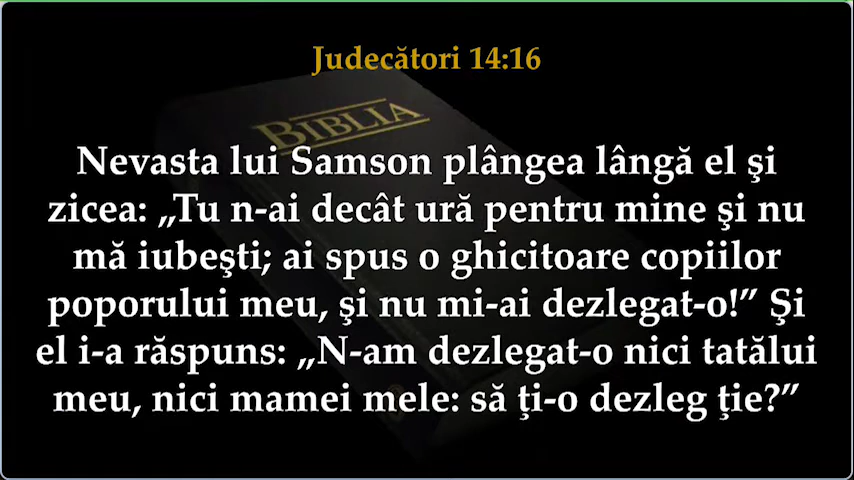 Judecători 14:16
BIBLIA
Nevasta lui Samson plângea lângă el şi
zicea: „Tu n-ai decât ură pentru mine şi nu
mă iubeşti; ai spus o ghicitoare copiilor
poporului meu, şi nu mi-ai dezlegat-o!” Şi
el i-a răspuns: „N-am dezlegat-o nici tatălui
meu, nici mamei mele: să ţi-o dezleg ţie?”